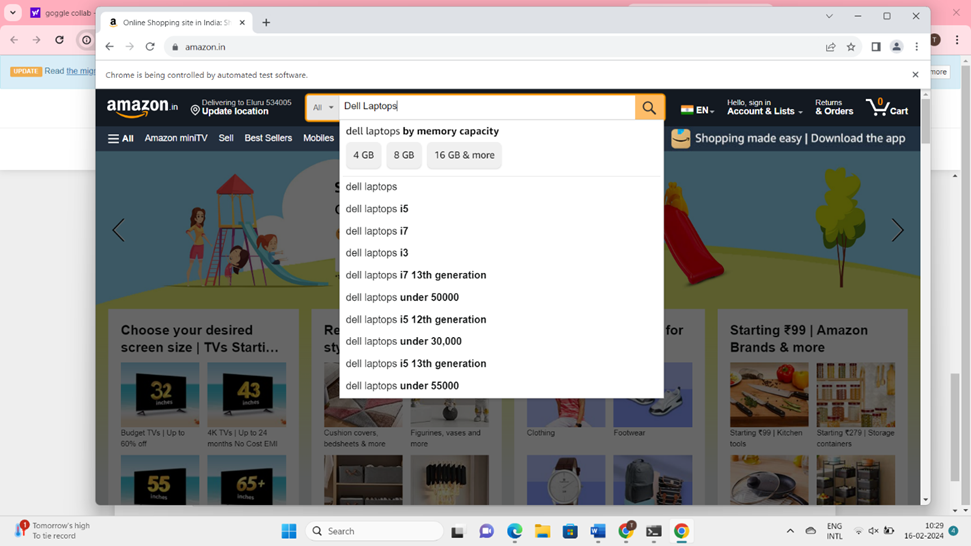 goggle collab -
Online Shopping site in India: Sh
amazon.in
UPDATE Read the mig
more
Chrome is being controlled by automated test software.
amazon.in
Delivering to Eluru 534005
Update location
All
Dell Laptops
EN
Hello, sign in
Account & Lists
Returns
& Orders
0
Cart
All
Amazon miniTV
Sell
Best Sellers
Mobiles
Shopping made easy | Download the app
dell laptops by memory capacity
4 GB
8 GB
16 GB & more
dell laptops
dell laptops i5
dell laptops i7
dell laptops i3
dell laptops i7 13th generation
dell laptops under 50000
dell laptops i5 12th generation
dell laptops under 30,000
dell laptops i5 13th generation
dell laptops under 55000
Choose your desired
screen size | TVs Starti…
32
inches
43
inches
Budget TVs | Up to
60% off
4K TVs | Up to 24
months No Cost EMI
55
inches
65+
inches
Re
Cushion covers,
bedsheets & more
Figurines, vases and
more
for
Clothing
Footwear
Starting ₹99 | Amazon
Brands & more
Starting ₹99 | Kitchen
tools
Starting ₹279 | Storage
containers
1
Tomorrow's high
To tie record
Search
ENG
INTL
10:29
16-02-2024
4
T